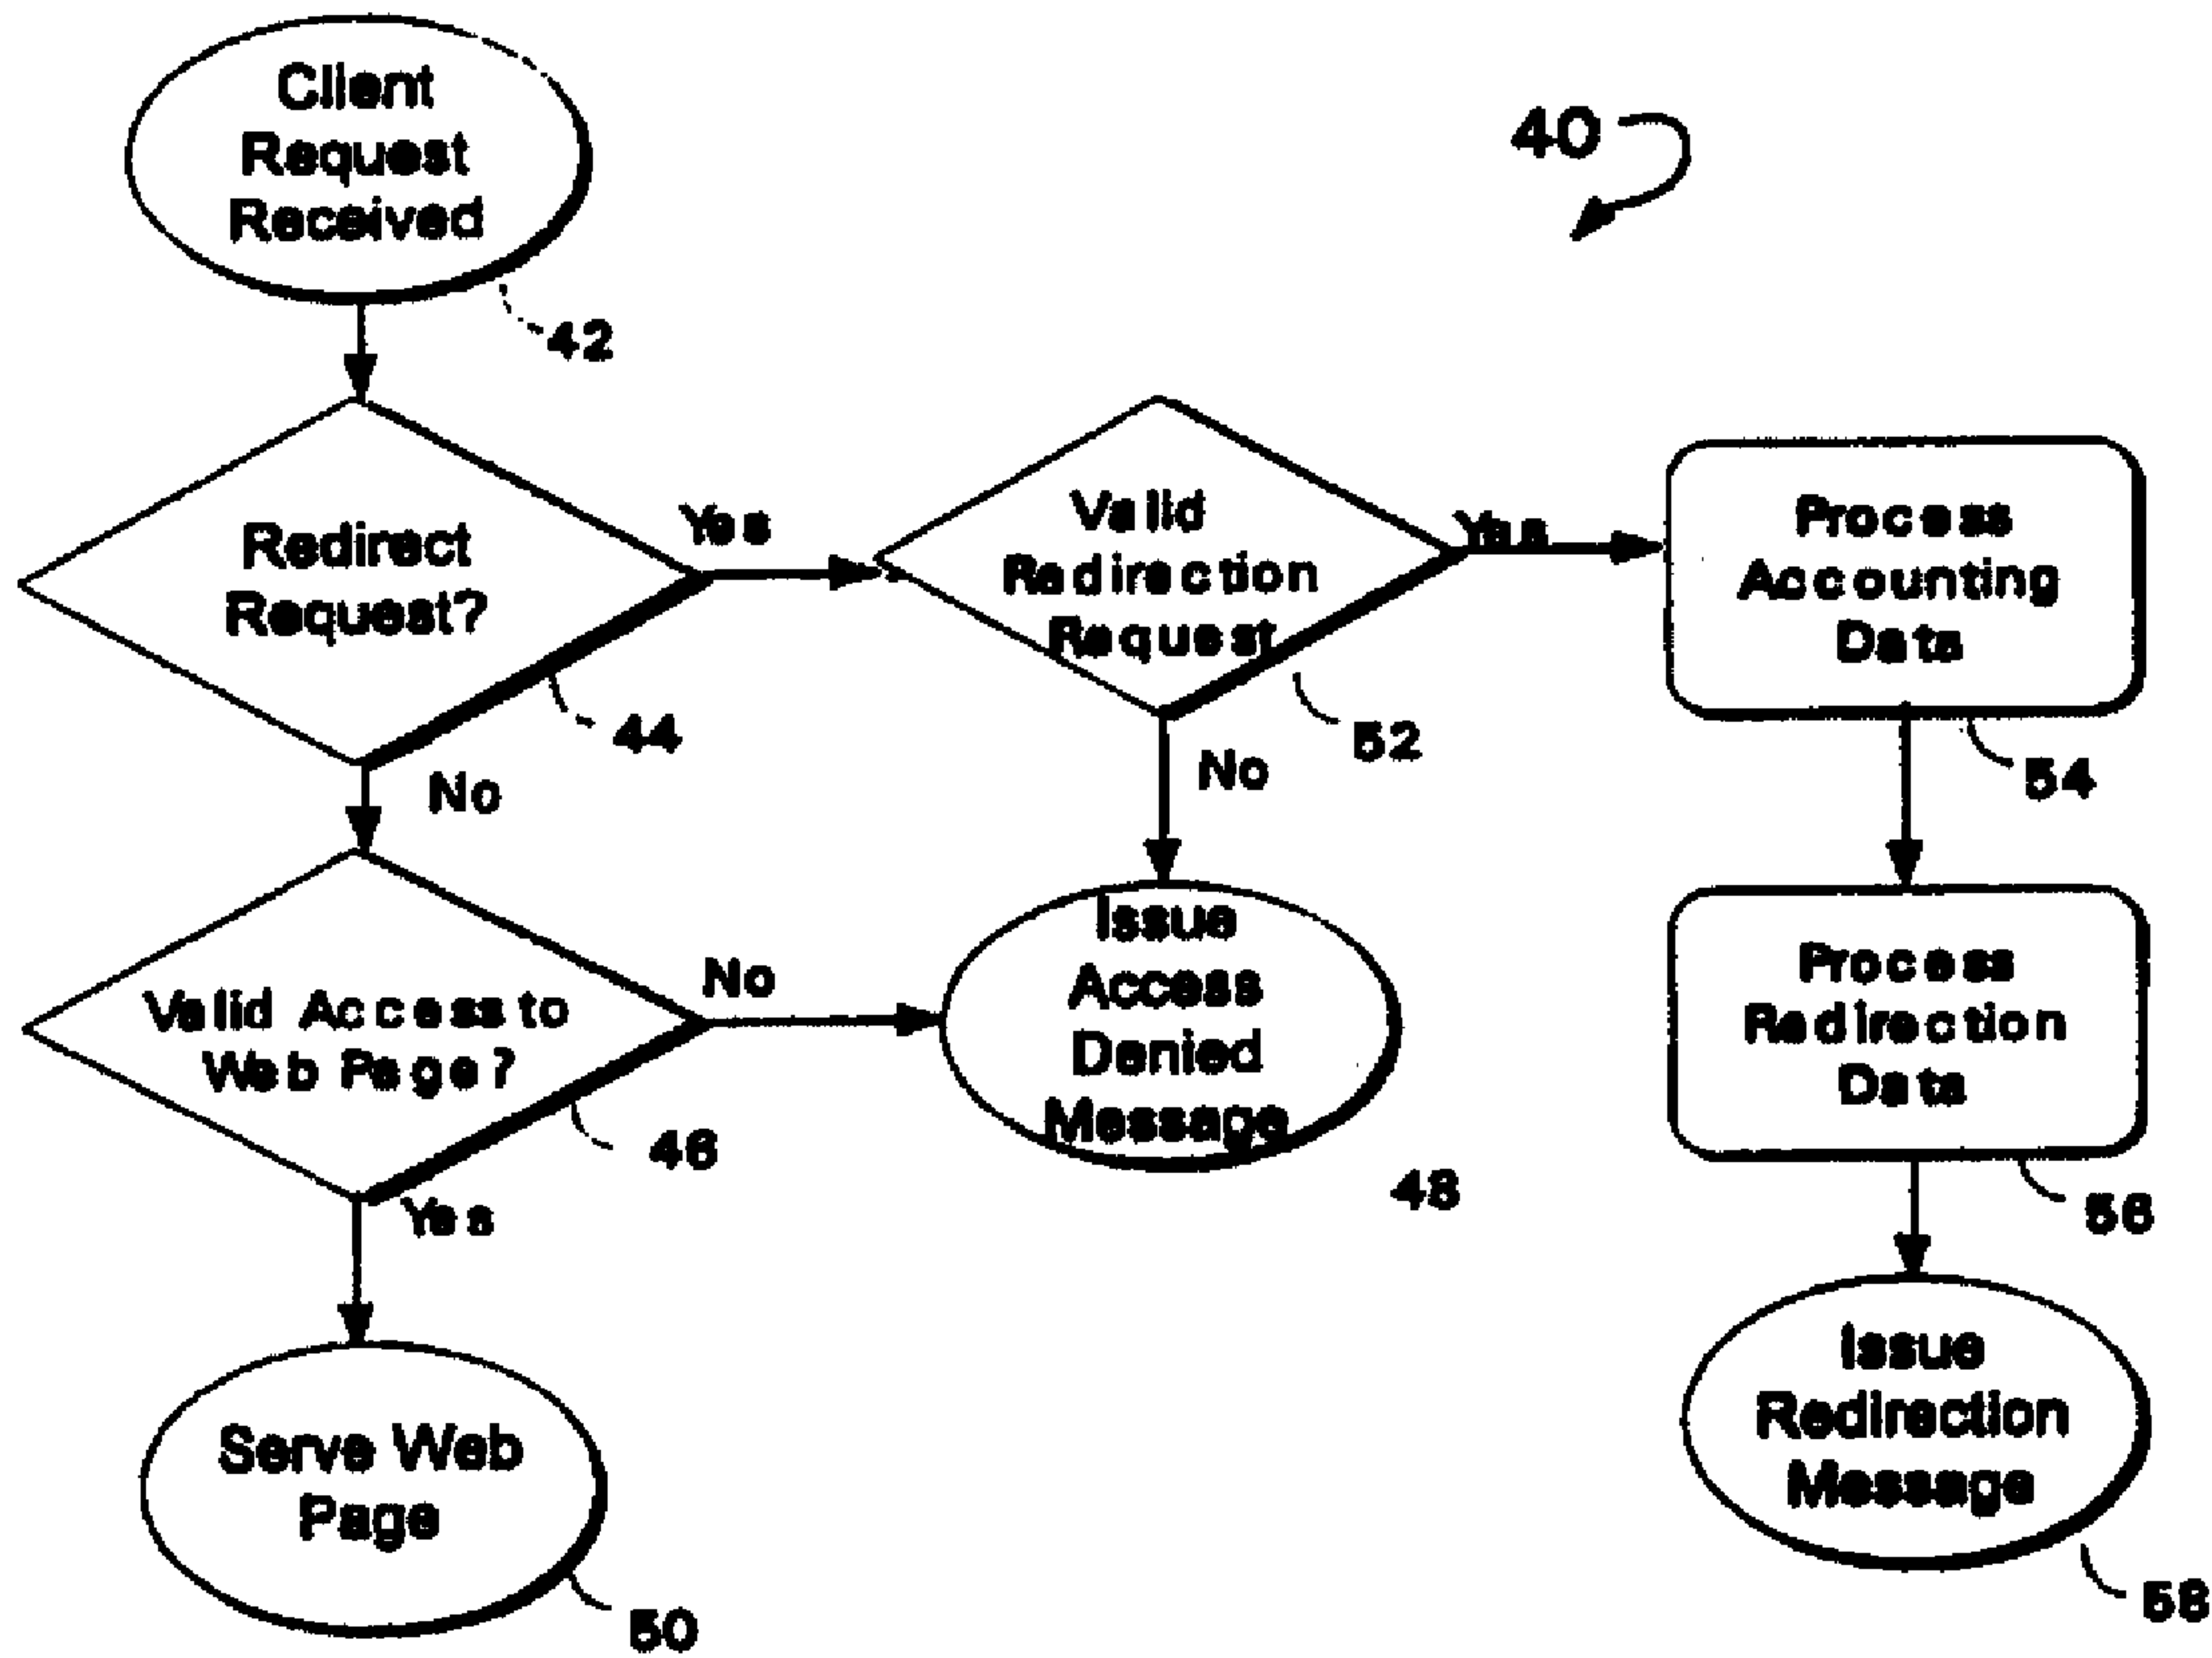 Client
Request
Received
40
42
Redirect
Request?
Yes
44
No
Valid
Redirection
Request
Yes
52
No
Process
Accounting
Data
54
Valid Access to
Web Page?
No
46
Yes
Issue
Access
Denied
Message
48
Process
Redirection
Data
56
Serve Web
Page
50
Issue
Redirection
Message
58